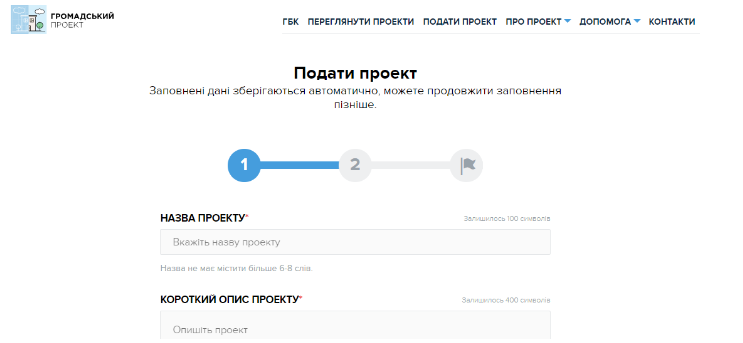 ГРОМАДСЬКИЙ
ПРОЕКТ
ГБК ПЕРЕГЛЯНУТИ ПРОЕКТИ ПОДАТИ ПРОЕКТ ПРО ПРОЕКТ ДОПОМОГА КОНТАКТИ
Подати проект
Заповнені дані зберігаються автоматично, можете продовжити заповнення
пізніше.
1 2
НАЗВА ПРОЕКТУ* Залишилось 100 символів
Вкажіть назву проекту
Назва не має містити більше 6-8 слів.
КОРОТКИЙ ОПИС ПРОЕКТУ* Залишилось 400 символів
Опишіть проект